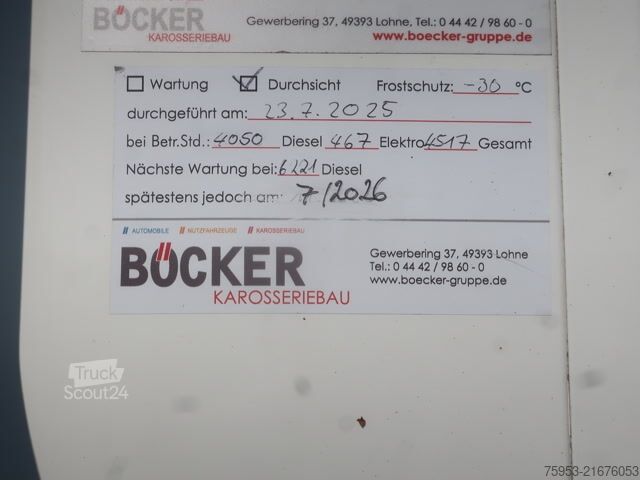 BÖCKER
KAROSSERIEBAU
Gewerbering 37, 49393 Lohne, Tel.: 0 44 42 / 98 60 - 0
www.boecker-gruppe.de
Wartung Durchsicht Frostschutz: -30 °C
durchgeführt am: 23.7.2025
bei Betr.Std.: 4050 Diesel 467 Elektro 4517 Gesamt
Nächste Wartung bei: 6221 Diesel
spätestens jedoch am: 7/2026
// AUTOMOBILE // NUTZFAHRZEUGE // KAROSSERIEBAU
BÖCKER
KAROSSERIEBAU
Gewerbering 37, 49393 Lohne
Tel.: 0 44 42 / 98 60 - 0
www.boecker-gruppe.de
Truck
Scout24
75953-21676053